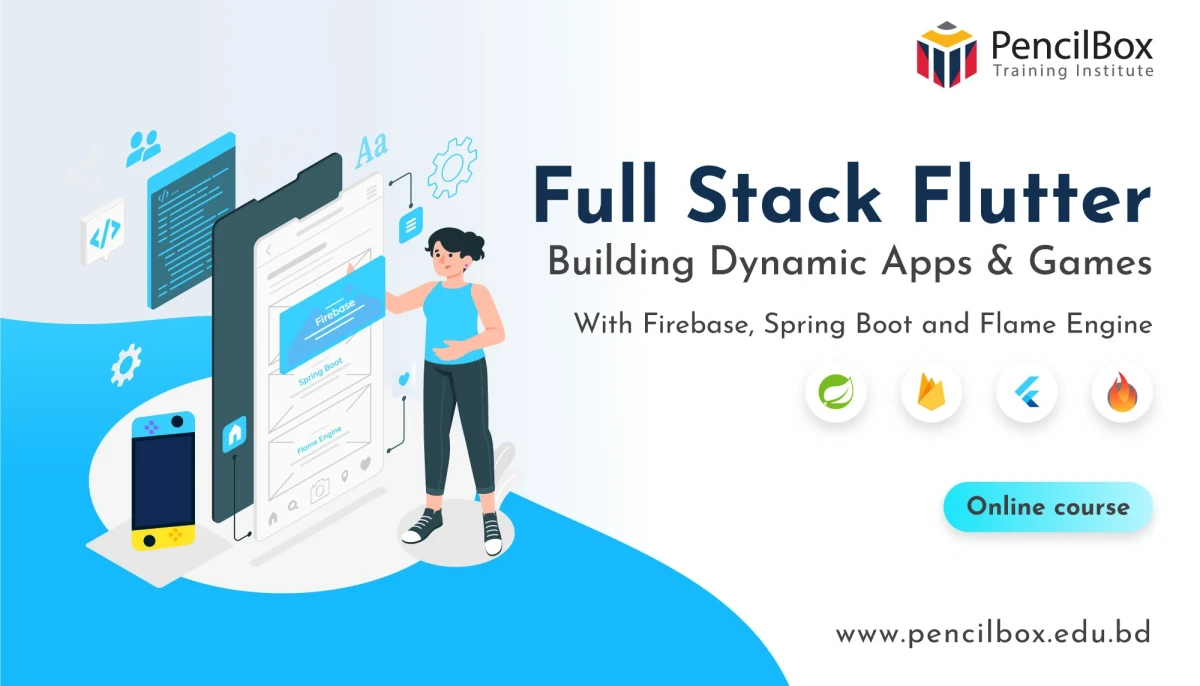 PencilBox
Training Institute
Full Stack Flutter
Building Dynamic Apps & Games
With Firebase, Spring Boot and Flame Engine
Online course
www.pencilbox.edu.bd
Aa
</>
</> ...
Firebase
Spring Boot
Flame Engine